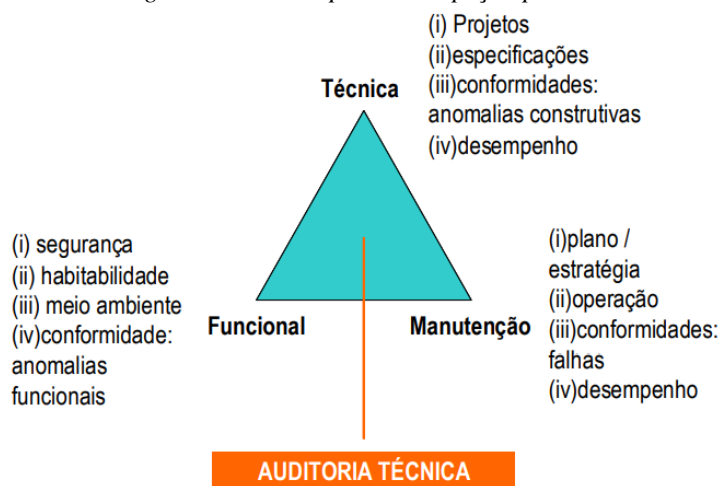 (i) Projetos
(ii)especificações
(iii)conformidades:
anomalias construtivas
(iv)desempenho
Técnica
(i) segurança
(ii) habitabilidade
(iii) meio ambiente
(iv)conformidade:
anomalias
funcionais
Funcional
Manutenção
(i)plano /
estratégia
(ii)operação
(iii)conformidades:
falhas
(iv)desempenho
AUDITORIA TÉCNICA